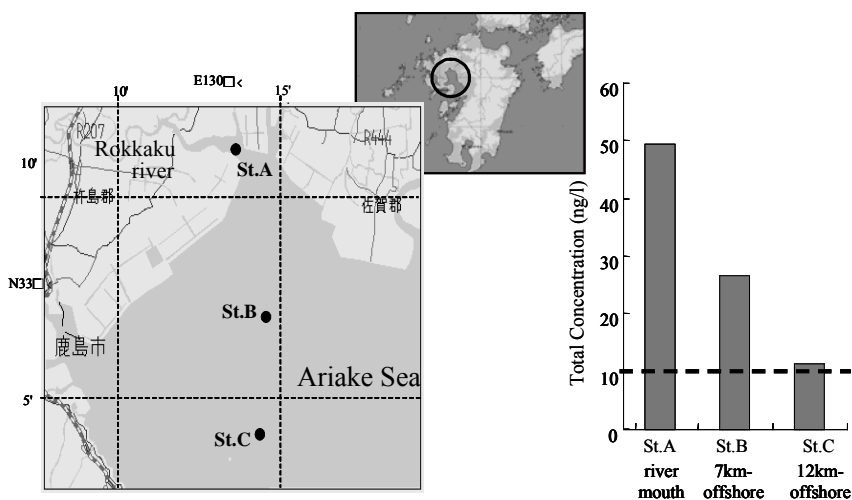 E130□<
10'
15'
R207
R444
Rokkaku
river
St.A
10'
杵島郡
佐賀郡
N33□
St.B
鹿島市
Ariake Sea
5'
St.C
Total Concentration (ng/l)
60
50
40
30
20
10
0
St.A
St.B
St.C
river
mouth
7km-
offshore
12km-
offshore